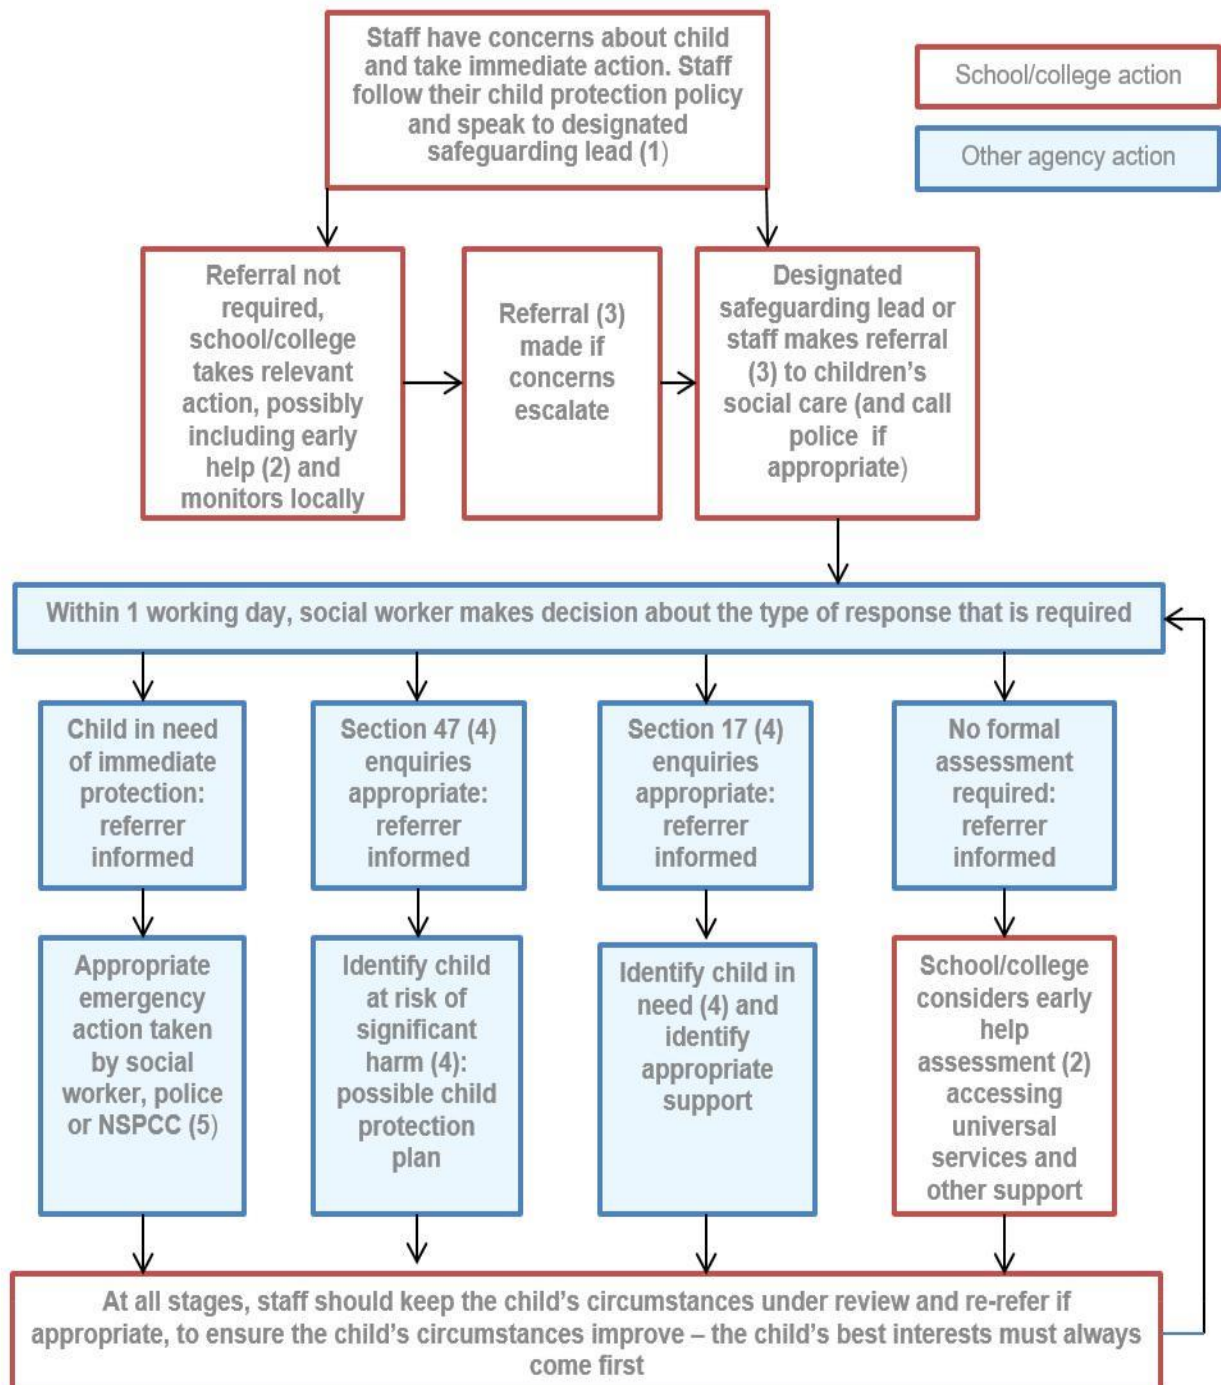 Staff have concerns about child
and take immediate action. Staff
follow their child protection policy
and speak to designated
safeguarding lead (1)
School/college action
Other agency action
Referral not
required,
school/college
takes relevant
action, possibly
including early
help (2) and
monitors locally
Referral (3)
made if
concerns
escalate
Designated
safeguarding lead or
staff makes referral
(3) to children’s
social care (and call
police if
appropriate)
Within 1 working day, social worker makes decision about the type of response that is required
Child in need
of immediate
protection:
referrer
informed
Section 47 (4)
enquiries
appropriate:
referrer
informed
Section 17 (4)
enquiries
appropriate:
referrer
informed
No formal
assessment
required:
referrer
informed
Appropriate
emergency
action taken
by social
worker, police
or NSPCC (5)
Identify child
at risk of
significant
harm (4):
possible child
protection
plan
Identify child in
need (4) and
identify
appropriate
support
School/college
considers early
help
assessment (2)
accessing
universal
services and
other support
At all stages, staff should keep the child’s circumstances under review and re-refer if
appropriate, to ensure the child’s circumstances improve – the child’s best interests must always
come first